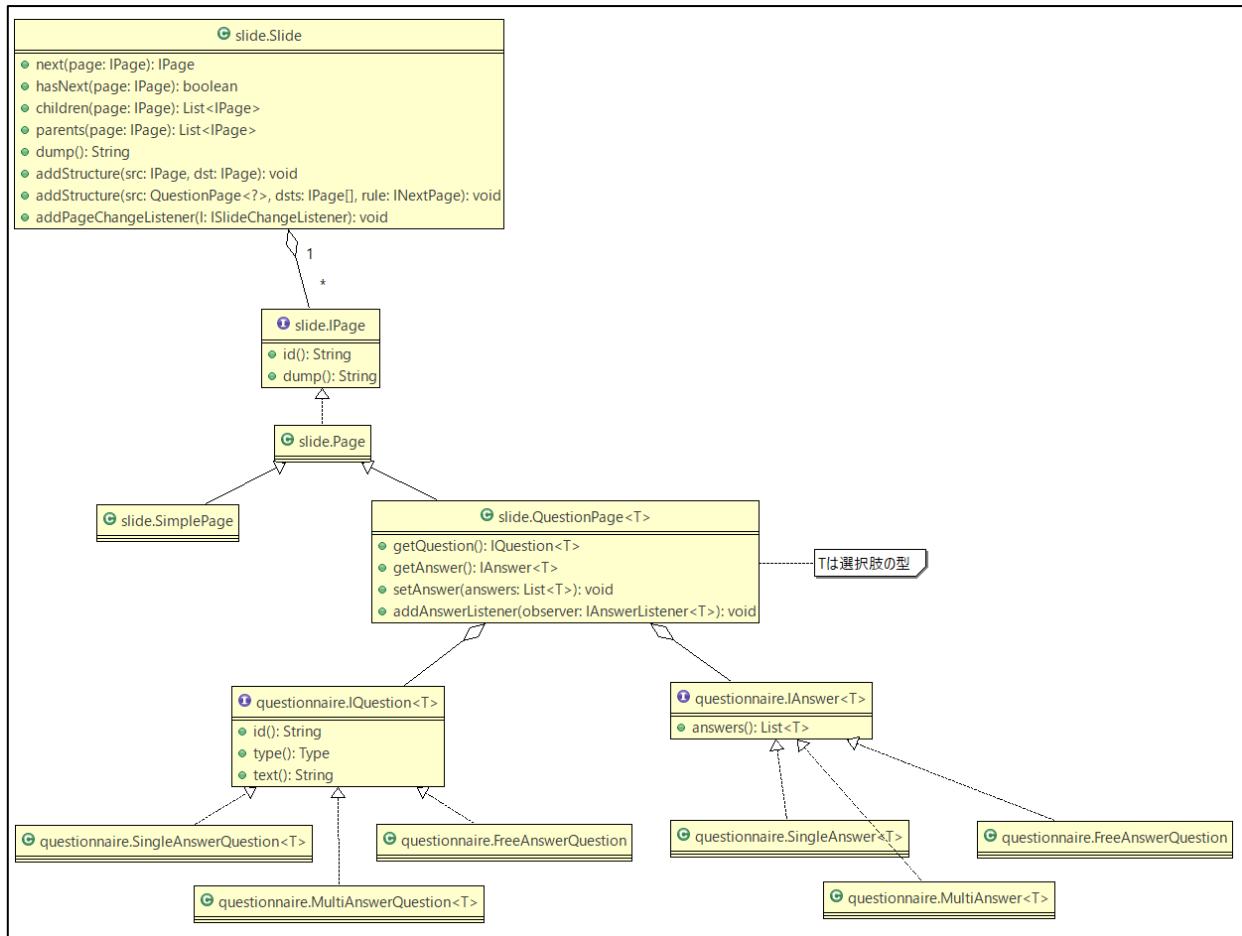 slide.Slide
next(page: IPage): IPage
hasNext(page: IPage): boolean
children(page: IPage): List<IPage>
parents(page: IPage): List<IPage>
dump(): String
addStructure(src: IPage, dst: IPage): void
addStructure(src: QuestionPage<?>, dsts: IPage[], rule: INextPage): void
addPageChangeListener(l: ISlideChangeListener): void
1
*
slide.IPage
id(): String
dump(): String
slide.Page
slide.SimplePage
slide.QuestionPage<T>
getQuestion(): IQuestion<T>
getAnswer(): IAnswer<T>
setAnswer(answers: List<T>): void
addAnswerListener(observer: IAnswerListener<T>): void
Tは選択肢の型
questionnaire.IQuestion<T>
id(): String
type(): Type
text(): String
questionnaire.IAnswer<T>
answers(): List<T>
questionnaire.SingleAnswerQuestion<T>
questionnaire.FreeAnswerQuestion
questionnaire.SingleAnswer<T>
questionnaire.FreeAnswerQuestion
questionnaire.MultiAnswerQuestion<T>
questionnaire.MultiAnswer<T>